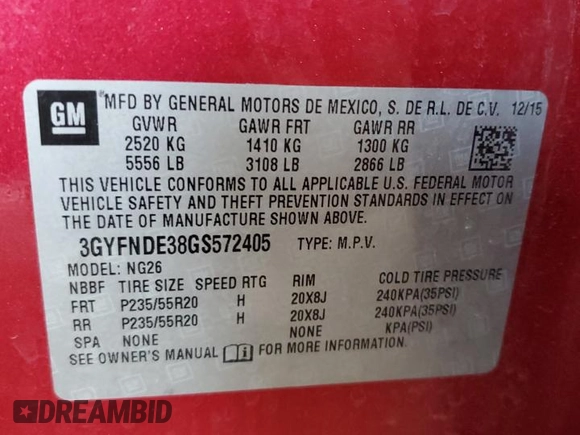 GM
MFD BY GENERAL MOTORS DE MEXICO, S. DE R.L. DE C.V. 12/15
GVWR GAWR FRT GAWR RR
2520 KG 1410 KG 1300 KG
5556 LB 3108 LB 2866 LB
THIS VEHICLE CONFORMS TO ALL APPLICABLE U.S. FEDERAL MOTOR
VEHICLE SAFETY AND THEFT PREVENTION STANDARDS IN EFFECT ON
THE DATE OF MANUFACTURE SHOWN ABOVE.
3GYFNDE38GS572405 TYPE: M.P.V.
MODEL: NG26
NBBF TIRE SIZE SPEED RTG RIM COLD TIRE PRESSURE
FRT P235/55R20 H 20X8J 240KPA(35PSI)
RR P235/55R20 H 20X8J 240KPA(35PSI)
SPA NONE NONE KPA(PSI)
SEE OWNER'S MANUAL FOR MORE INFORMATION.
DREAMBID